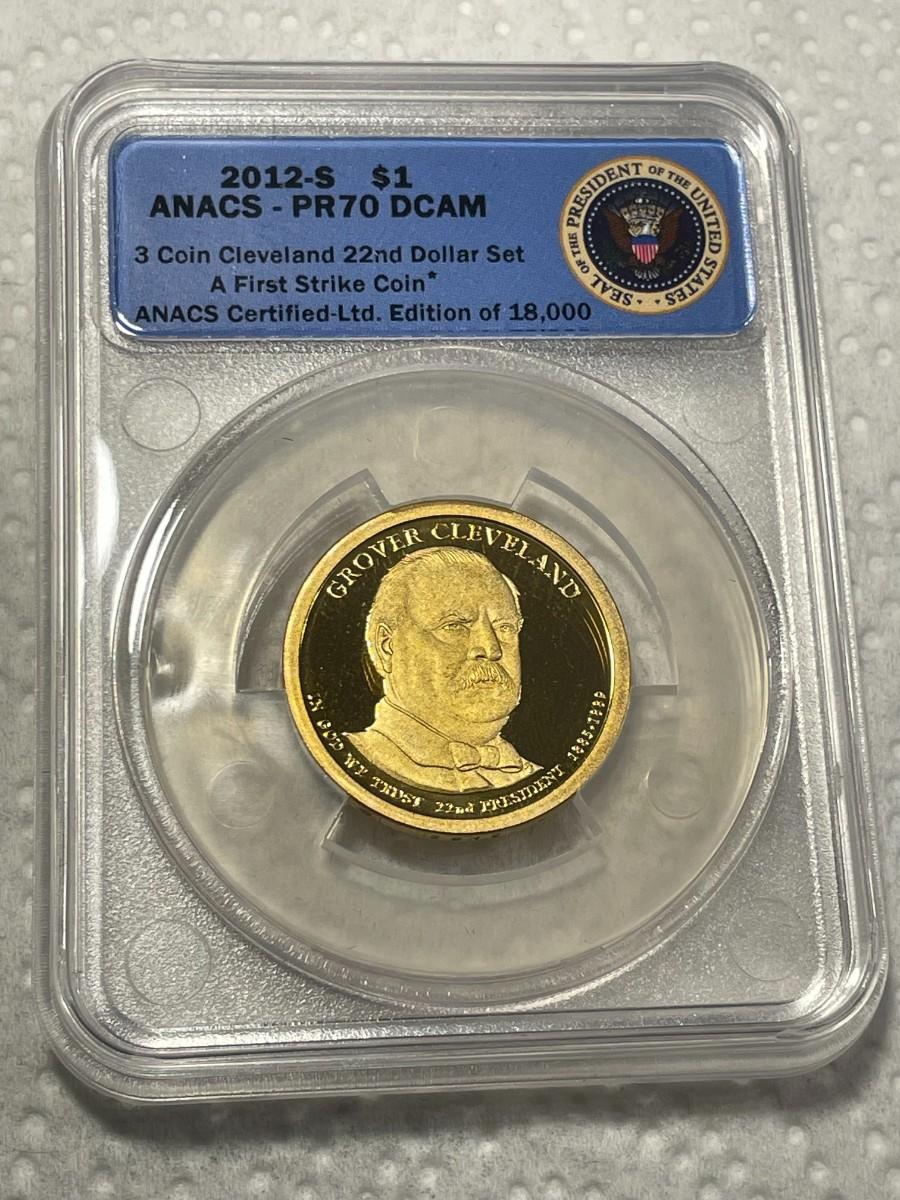 2012-S $1
ANACS - PR70 DCAM
3 Coin Cleveland 22nd Dollar Set
A First Strike Coin*
ANACS Certified-Ltd. Edition of 18,000
SEAL OF THE PRESIDENT OF THE UNITED STATES
GROVER CLEVELAND
IN GOD WE TRUST 22nd PRESIDENT 1885-1889